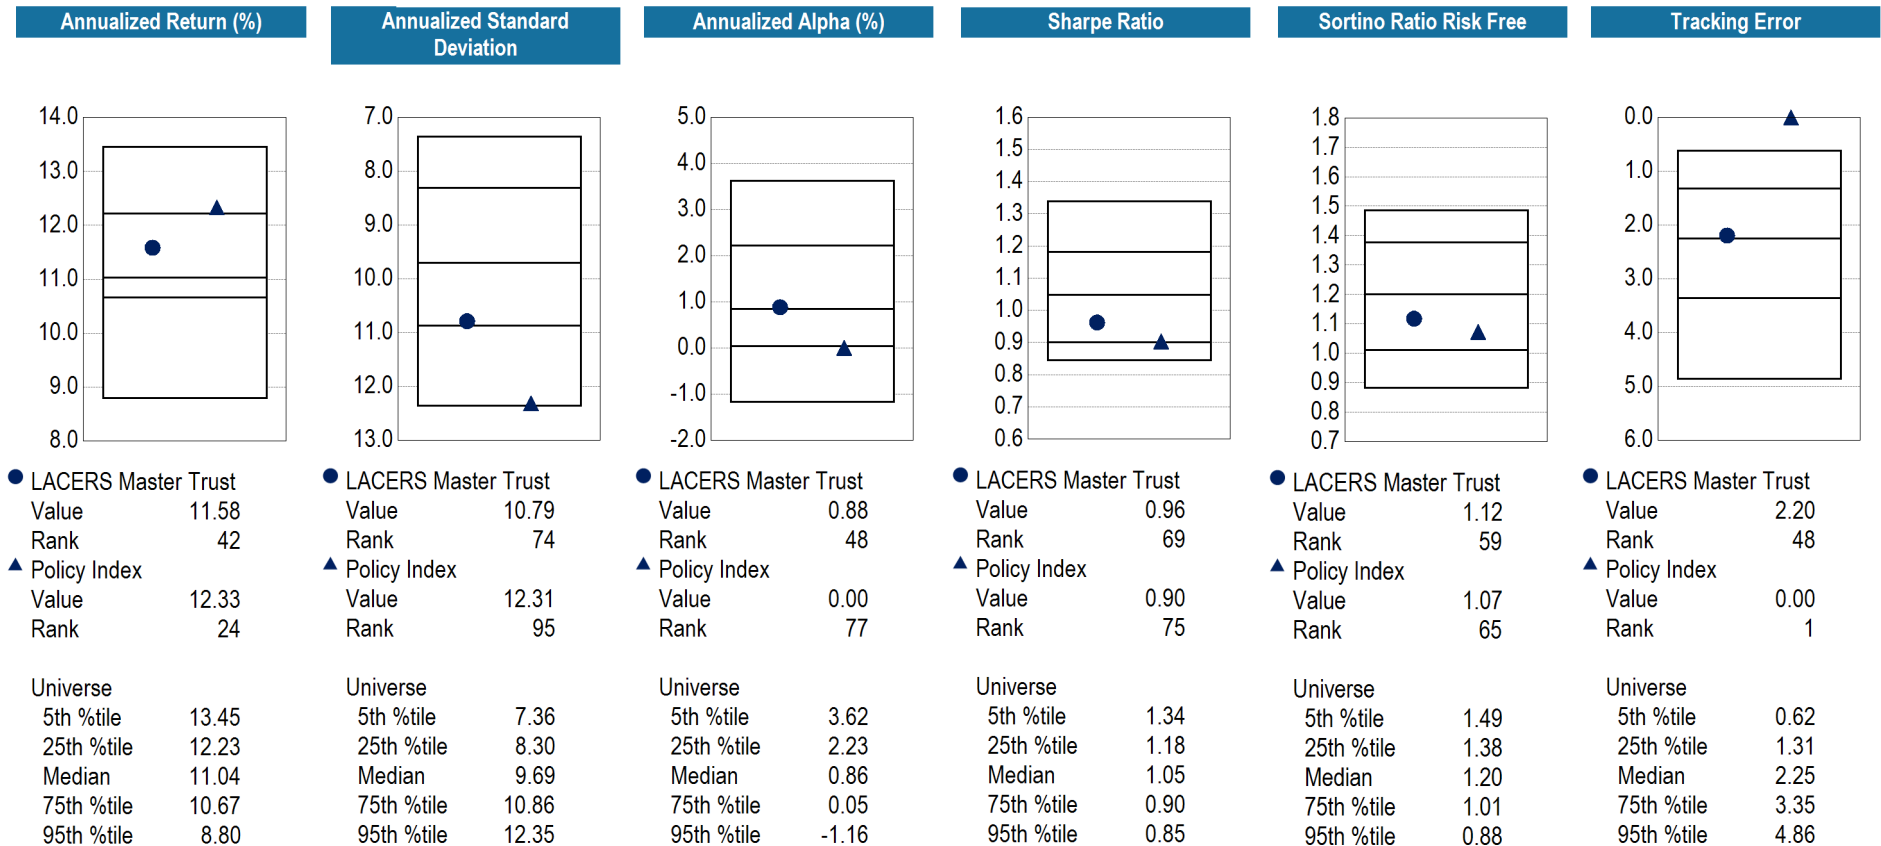 Annualized Return (%)
14.0
13.0
12.0
11.0
10.0
9.0
8.0
LACERS Master Trust
Value 11.58
Rank 42
Policy Index
Value 12.33
Rank 24
Universe
5th %tile 13.45
25th %tile 12.23
Median 11.04
75th %tile 10.67
95th %tile 8.80
Annualized Standard
Deviation
7.0
8.0
9.0
10.0
11.0
12.0
13.0
LACERS Master Trust
Value 10.79
Rank 74
Policy Index
Value 12.31
Rank 95
Universe
5th %tile 7.36
25th %tile 8.30
Median 9.69
75th %tile 10.86
95th %tile 12.35
Annualized Alpha (%)
5.0
4.0
3.0
2.0
1.0
0.0
-1.0
-2.0
LACERS Master Trust
Value 0.88
Rank 48
Policy Index
Value 0.00
Rank 77
Universe
5th %tile 3.62
25th %tile 2.23
Median 0.86
75th %tile 0.05
95th %tile -1.16
Sharpe Ratio
1.6
1.5
1.4
1.3
1.2
1.1
1.0
0.9
0.8
0.7
0.6
LACERS Master Trust
Value 0.96
Rank 69
Policy Index
Value 0.90
Rank 75
Universe
5th %tile 1.34
25th %tile 1.18
Median 1.05
75th %tile 0.90
95th %tile 0.85
Sortino Ratio Risk Free
1.8
1.7
1.6
1.5
1.4
1.3
1.2
1.1
1.0
0.9
0.8
0.7
LACERS Master Trust
Value 1.12
Rank 59
Policy Index
Value 1.07
Rank 65
Universe
5th %tile 1.49
25th %tile 1.38
Median 1.20
75th %tile 1.01
95th %tile 0.88
Tracking Error
0.0
1.0
2.0
3.0
4.0
5.0
6.0
LACERS Master Trust
Value 2.20
Rank 48
Policy Index
Value 0.00
Rank 1
Universe
5th %tile 0.62
25th %tile 1.31
Median 2.25
75th %tile 3.35
95th %tile 4.86